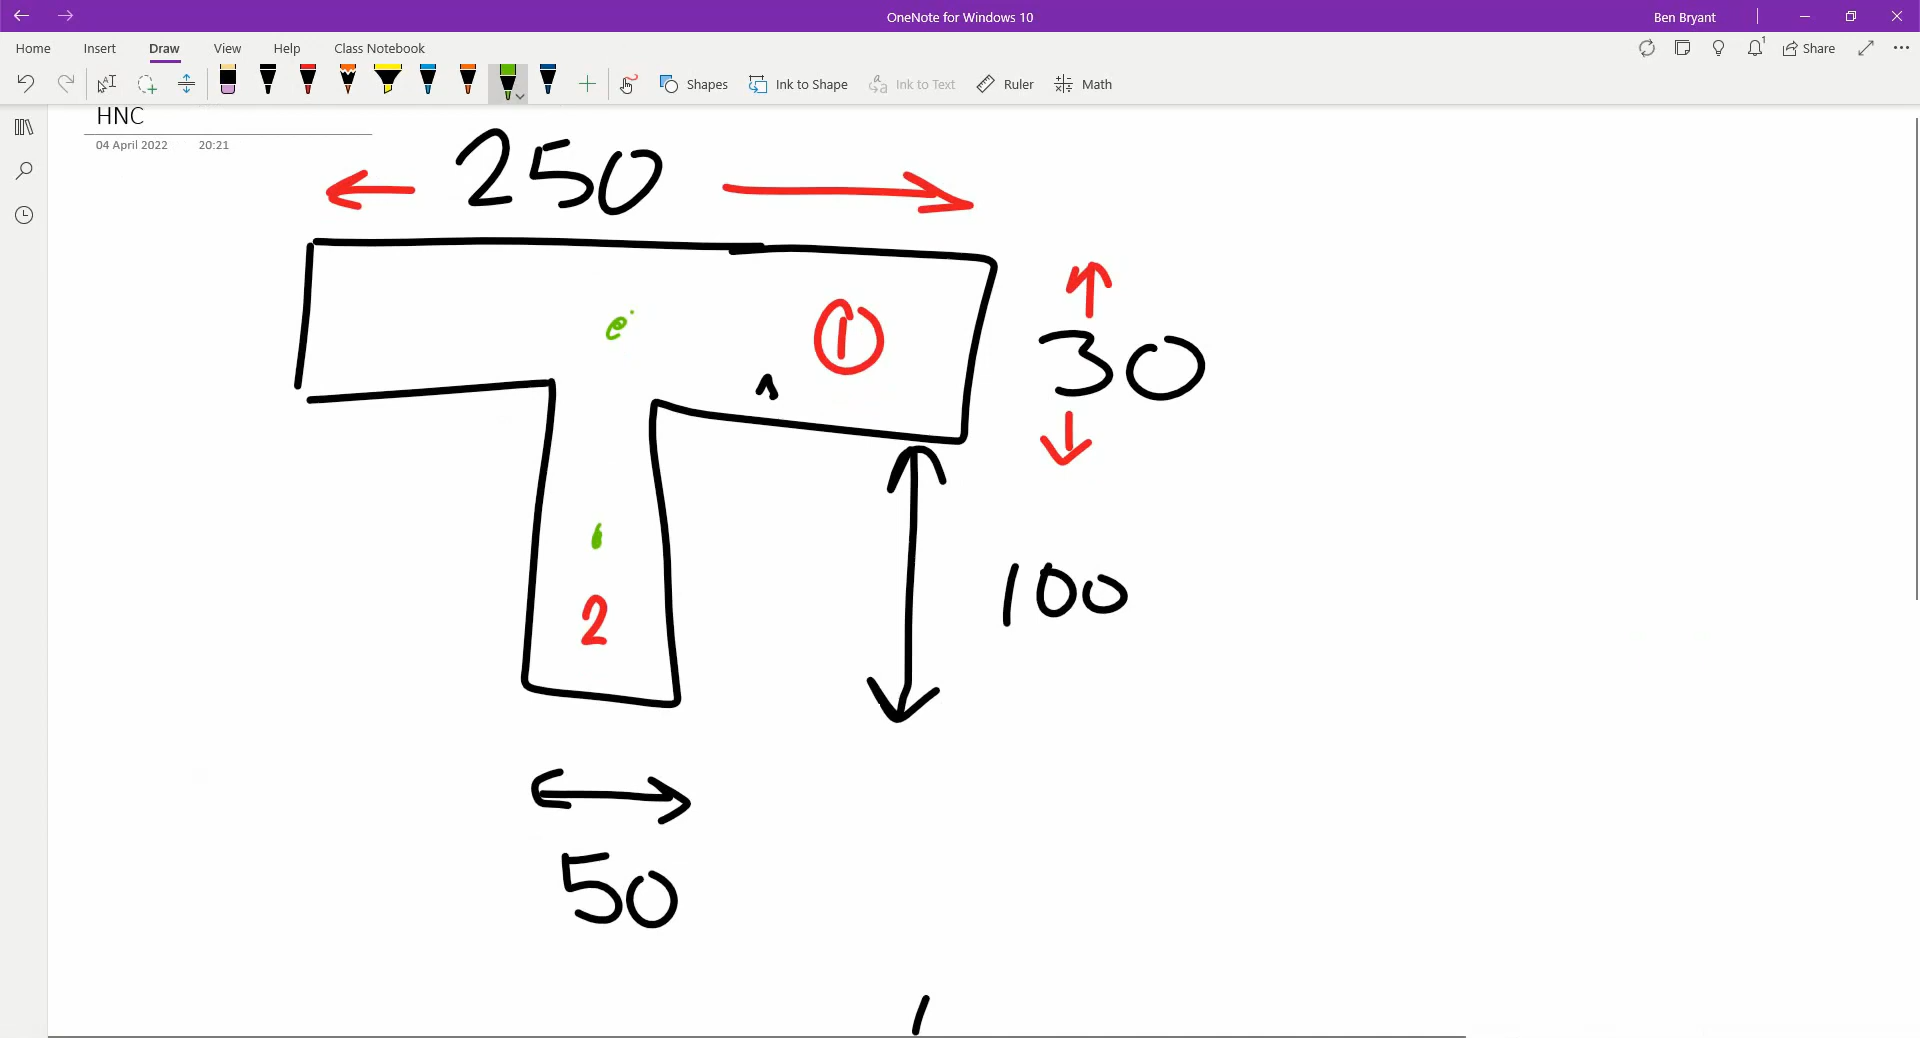 OneNote for Windows 10
Ben Bryant
Home Insert Draw View Help Class Notebook
1
Share
Shapes Ink to Shape Ink to Text Ruler Math
HNC
04 April 2022 20:21
250
1
30
100
2
50